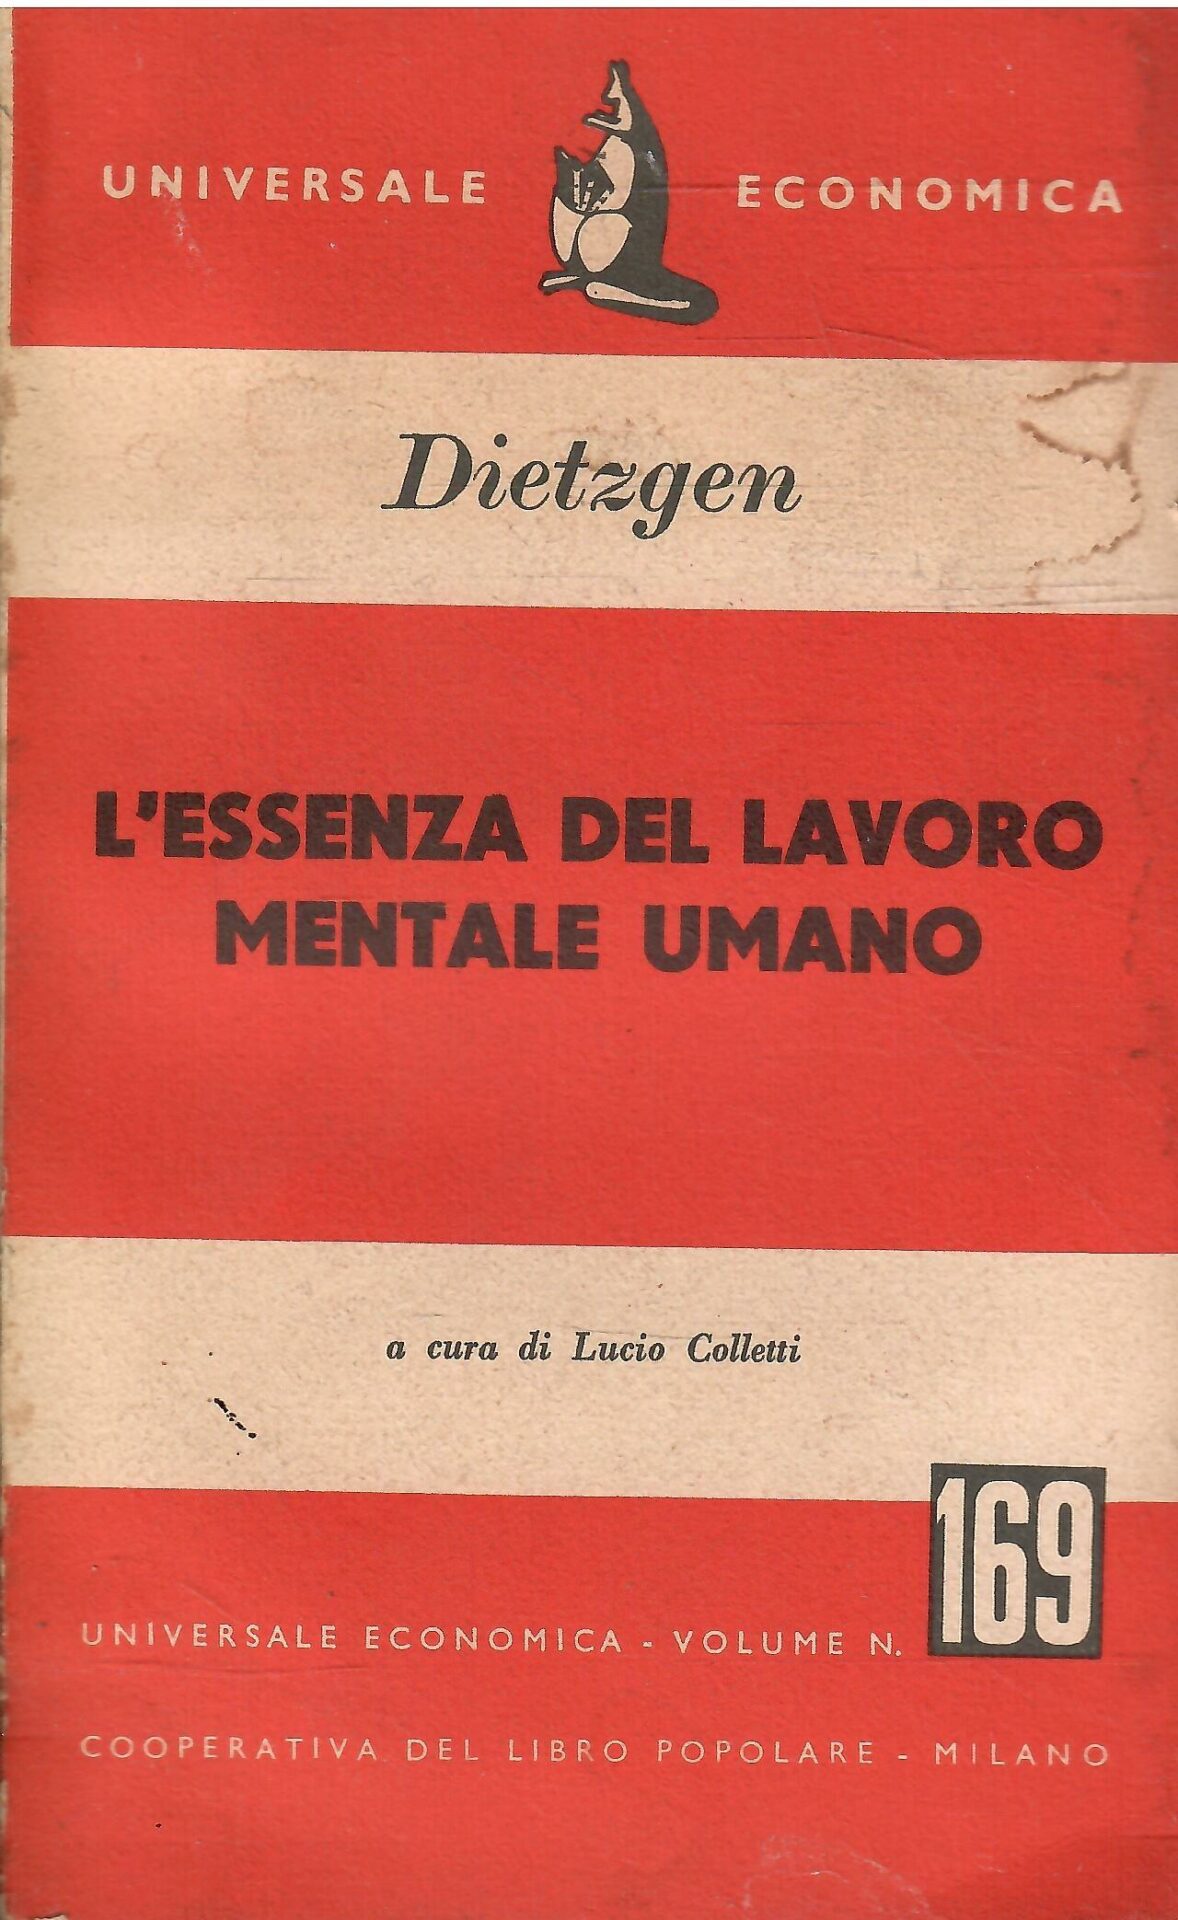 UNIVERSALE ECONOMICA
Dietzgen
L'ESSENZA DEL LAVORO
MENTALE UMANO
a cura di Lucio Colletti
169
UNIVERSALE ECONOMICA - VOLUME N.
COOPERATIVA DEL LIBRO POPOLARE - MILANO